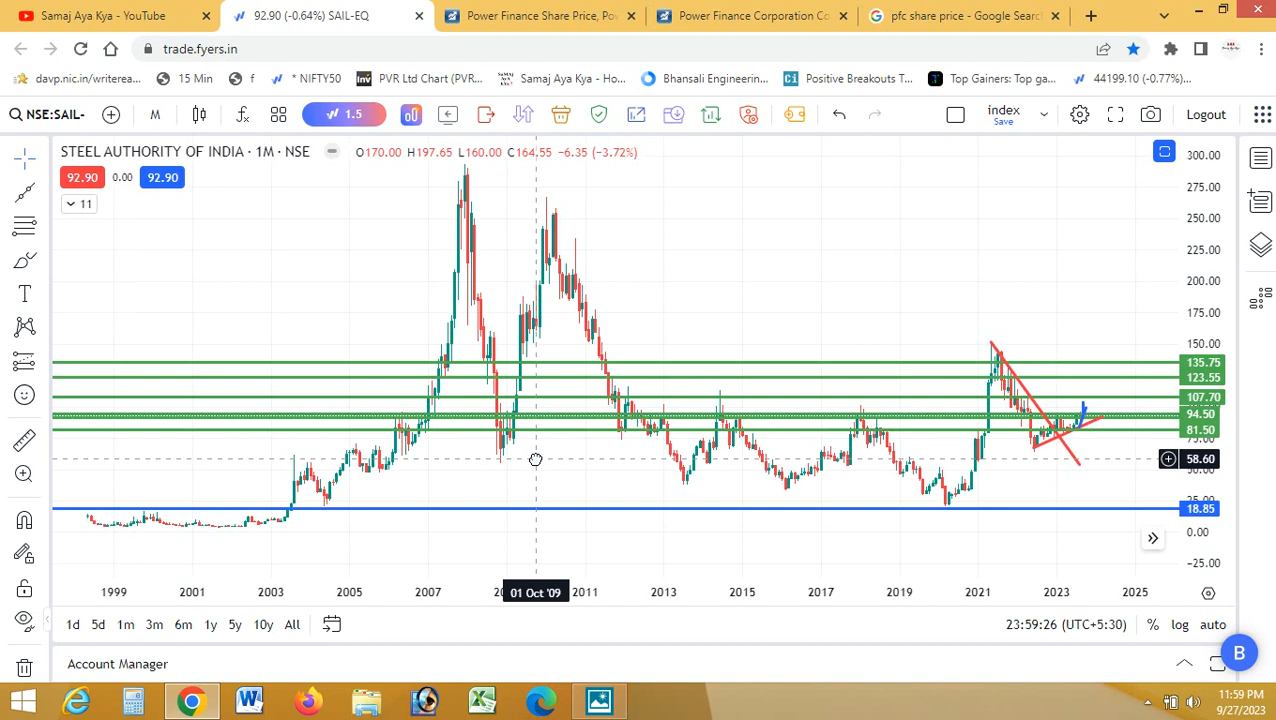 Samaj Aya Kya - YouTube
92.90 (-0.64%) SAIL-EQ
Power Finance Share Price, Pow
Power Finance Corporation Co
pfc share price - Google Searc
trade.fyers.in
davp.nic.in/writerea...
15 Min
f
* NIFTY50
PVR Ltd Chart (PVR...
Samaj Aya Kya - Ho...
Bhansali Engineerin...
Positive Breakouts T...
Top Gainers: Top ga...
44199.10 (-0.77%)...
NSE:SAIL-
M
1.5
index
Save
Logout
STEEL AUTHORITY OF INDIA · 1M · NSE
O170.00 H197.65 L160.00 C164.55 -6.35 (-3.72%)
92.90 0.00 92.90
11
300.00
275.00
250.00
225.00
200.00
175.00
150.00
135.75
123.55
107.70
94.50
81.50
58.60
25.00
18.85
0.00
-25.00
1999 2001 2003 2005 2007 01 Oct '09 2011 2013 2015 2017 2019 2021 2023 2025
1d 5d 1m 3m 6m 1y 5y 10y All
23:59:26 (UTC+5:30) % log auto
Account Manager
B
11:59 PM
9/27/2023